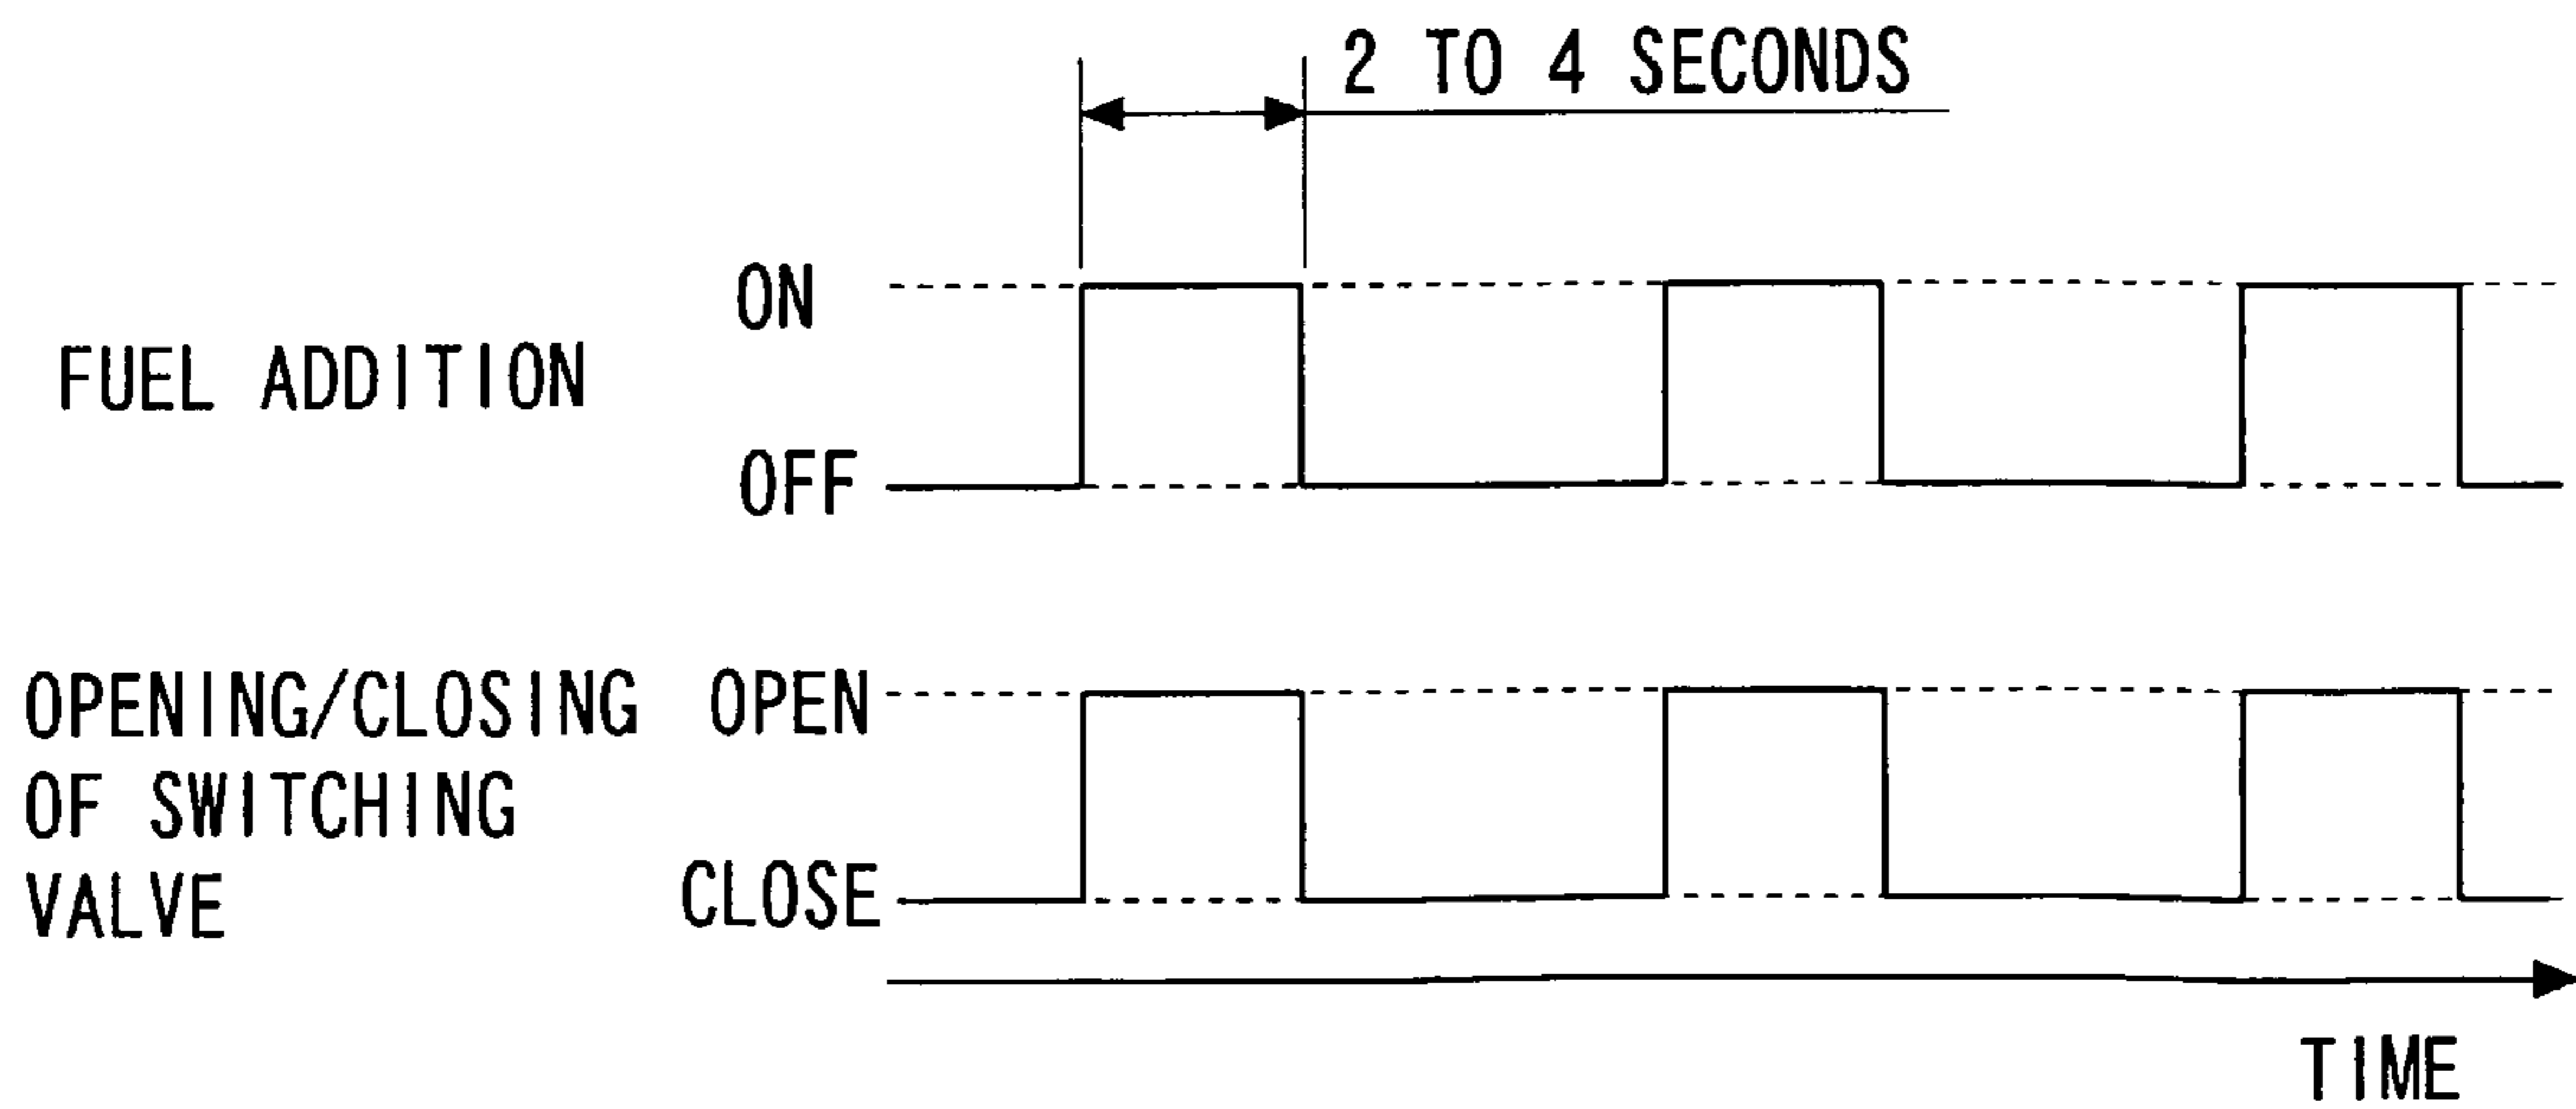 2 TO 4 SECONDS
ON
FUEL ADDITION
OFF
OPENING/CLOSING OF SWITCHING VALVE
OPEN
CLOSE
TIME